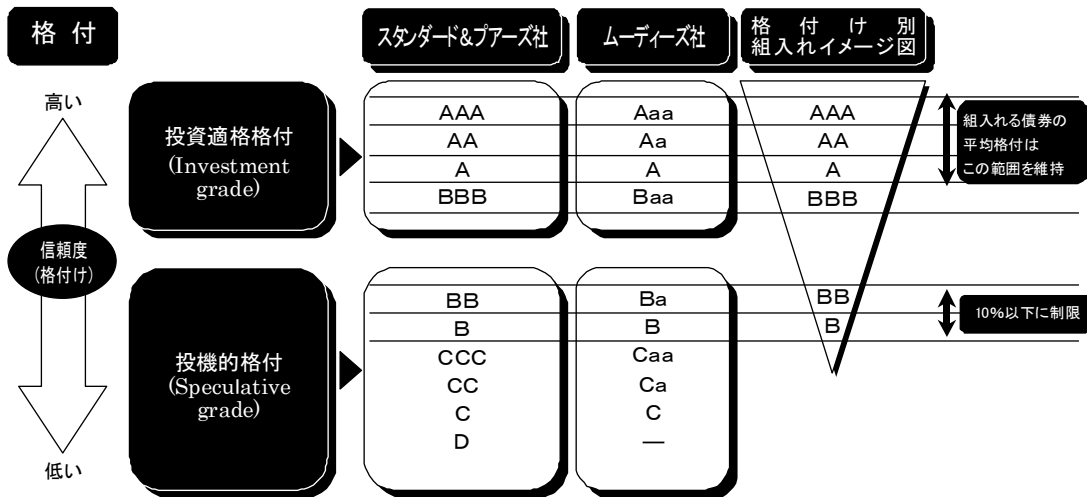 格 付
スタンダード&プアーズ社
ムーディーズ社
格付け別
組入れイメージ図
高い
信頼度
(格付け)
低い
投資適格格付
(Investment
grade)
AAA
AA
A
BBB
Aaa
Aa
A
Baa
AAA
AA
A
BBB
組入れる債券の
平均格付は
この範囲を維持
投機的格付
(Speculative
grade)
BB
B
CCC
CC
C
D
Ba
B
Caa
Ca
C
―
BB
B
10%以下に制限